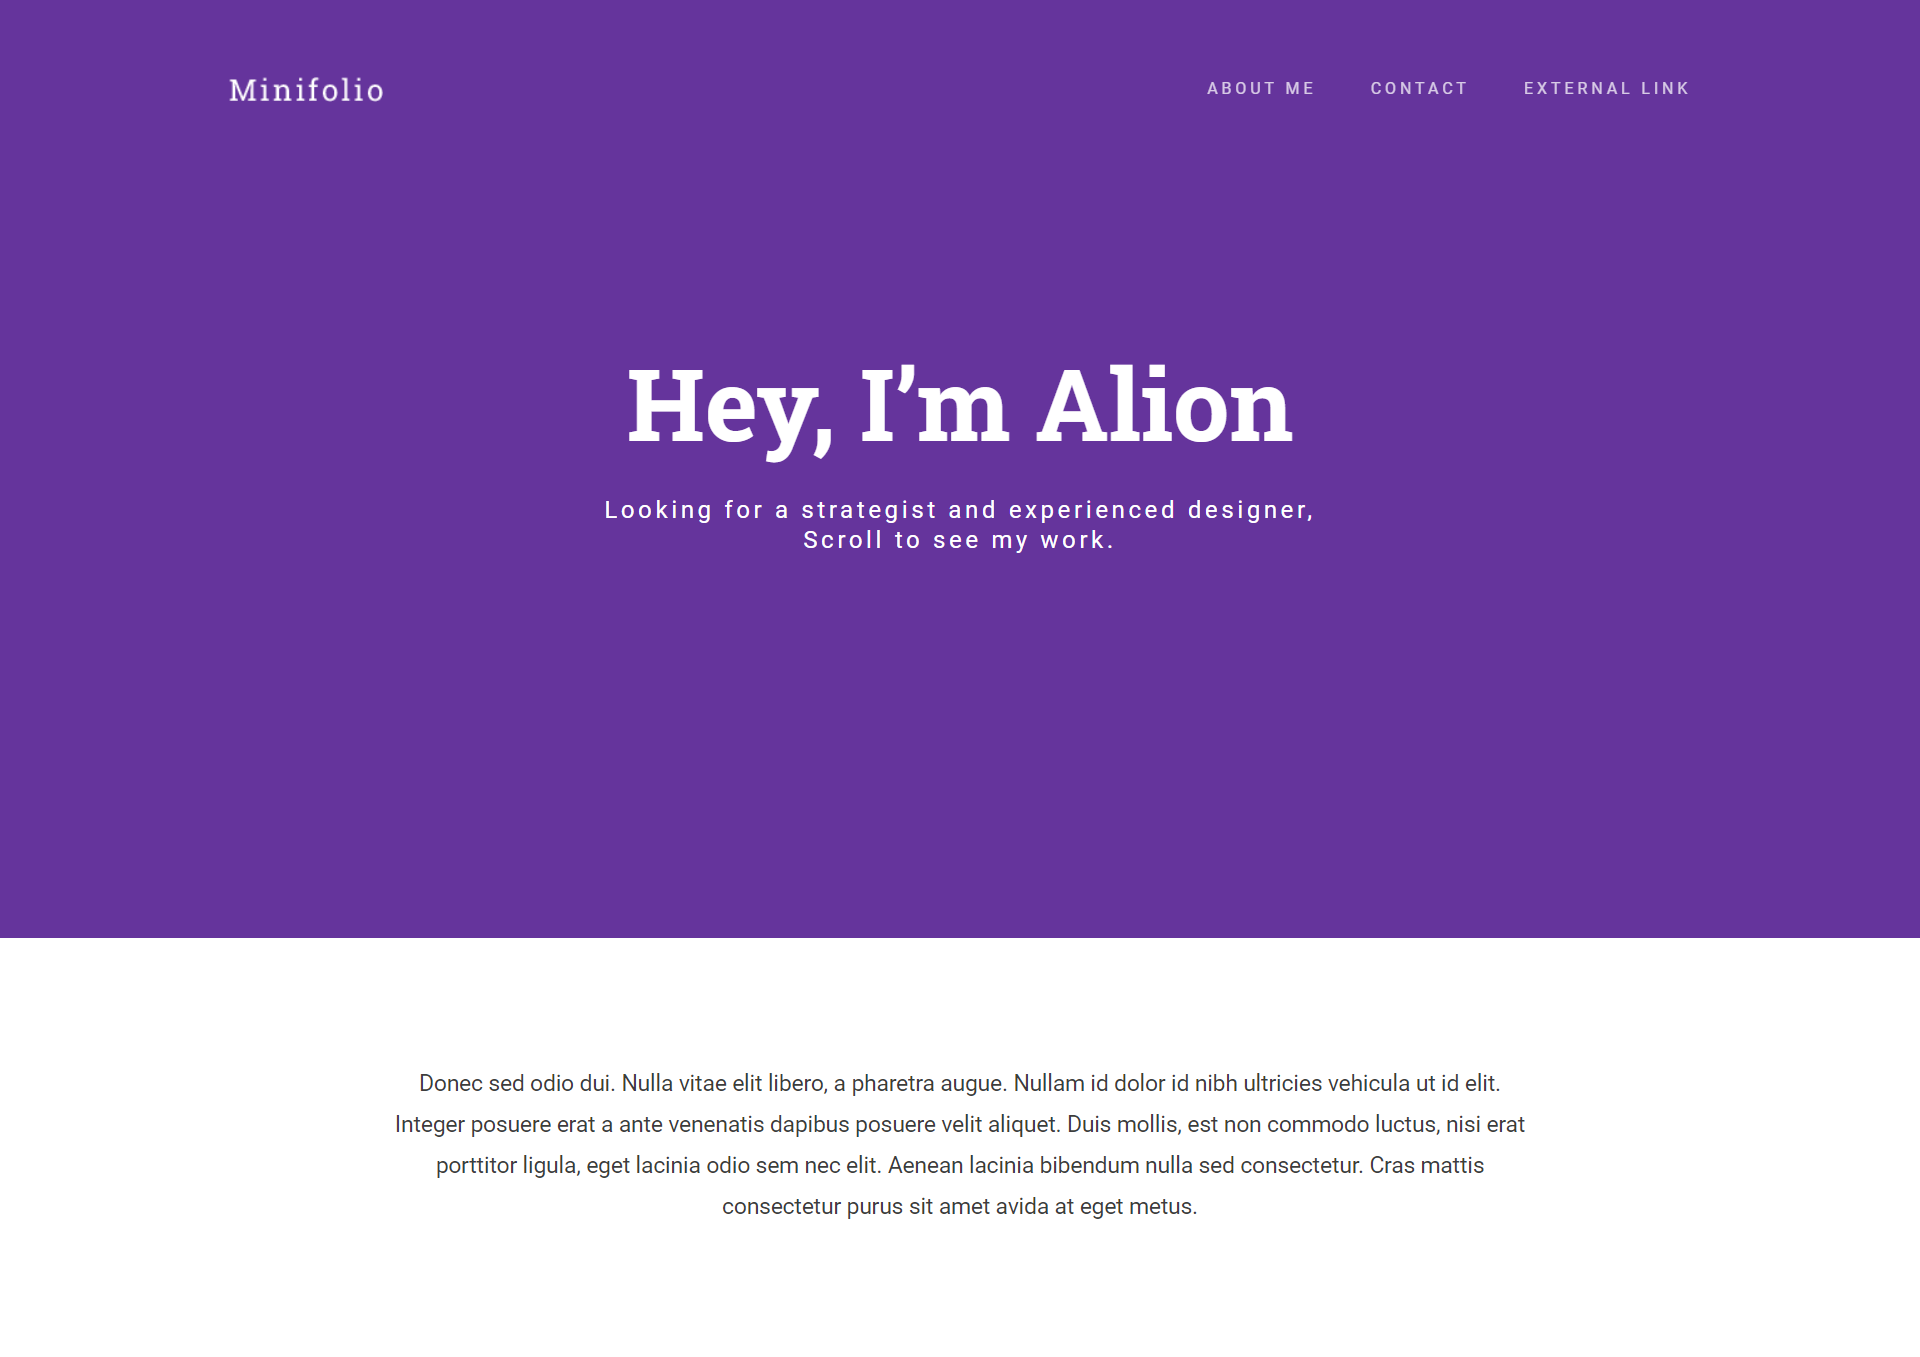 Minifolio
ABOUT ME CONTACT EXTERNAL LINK
Hey, I’m Alion
Looking for a strategist and experienced designer,
Scroll to see my work.
Donec sed odio dui. Nulla vitae elit libero, a pharetra augue. Nullam id dolor id nibh ultricies vehicula ut id elit.
Integer posuere erat a ante venenatis dapibus posuere velit aliquet. Duis mollis, est non commodo luctus, nisi erat
porttitor ligula, eget lacinia odio sem nec elit. Aenean lacinia bibendum nulla sed consectetur. Cras mattis
consectetur purus sit amet avida at eget metus.